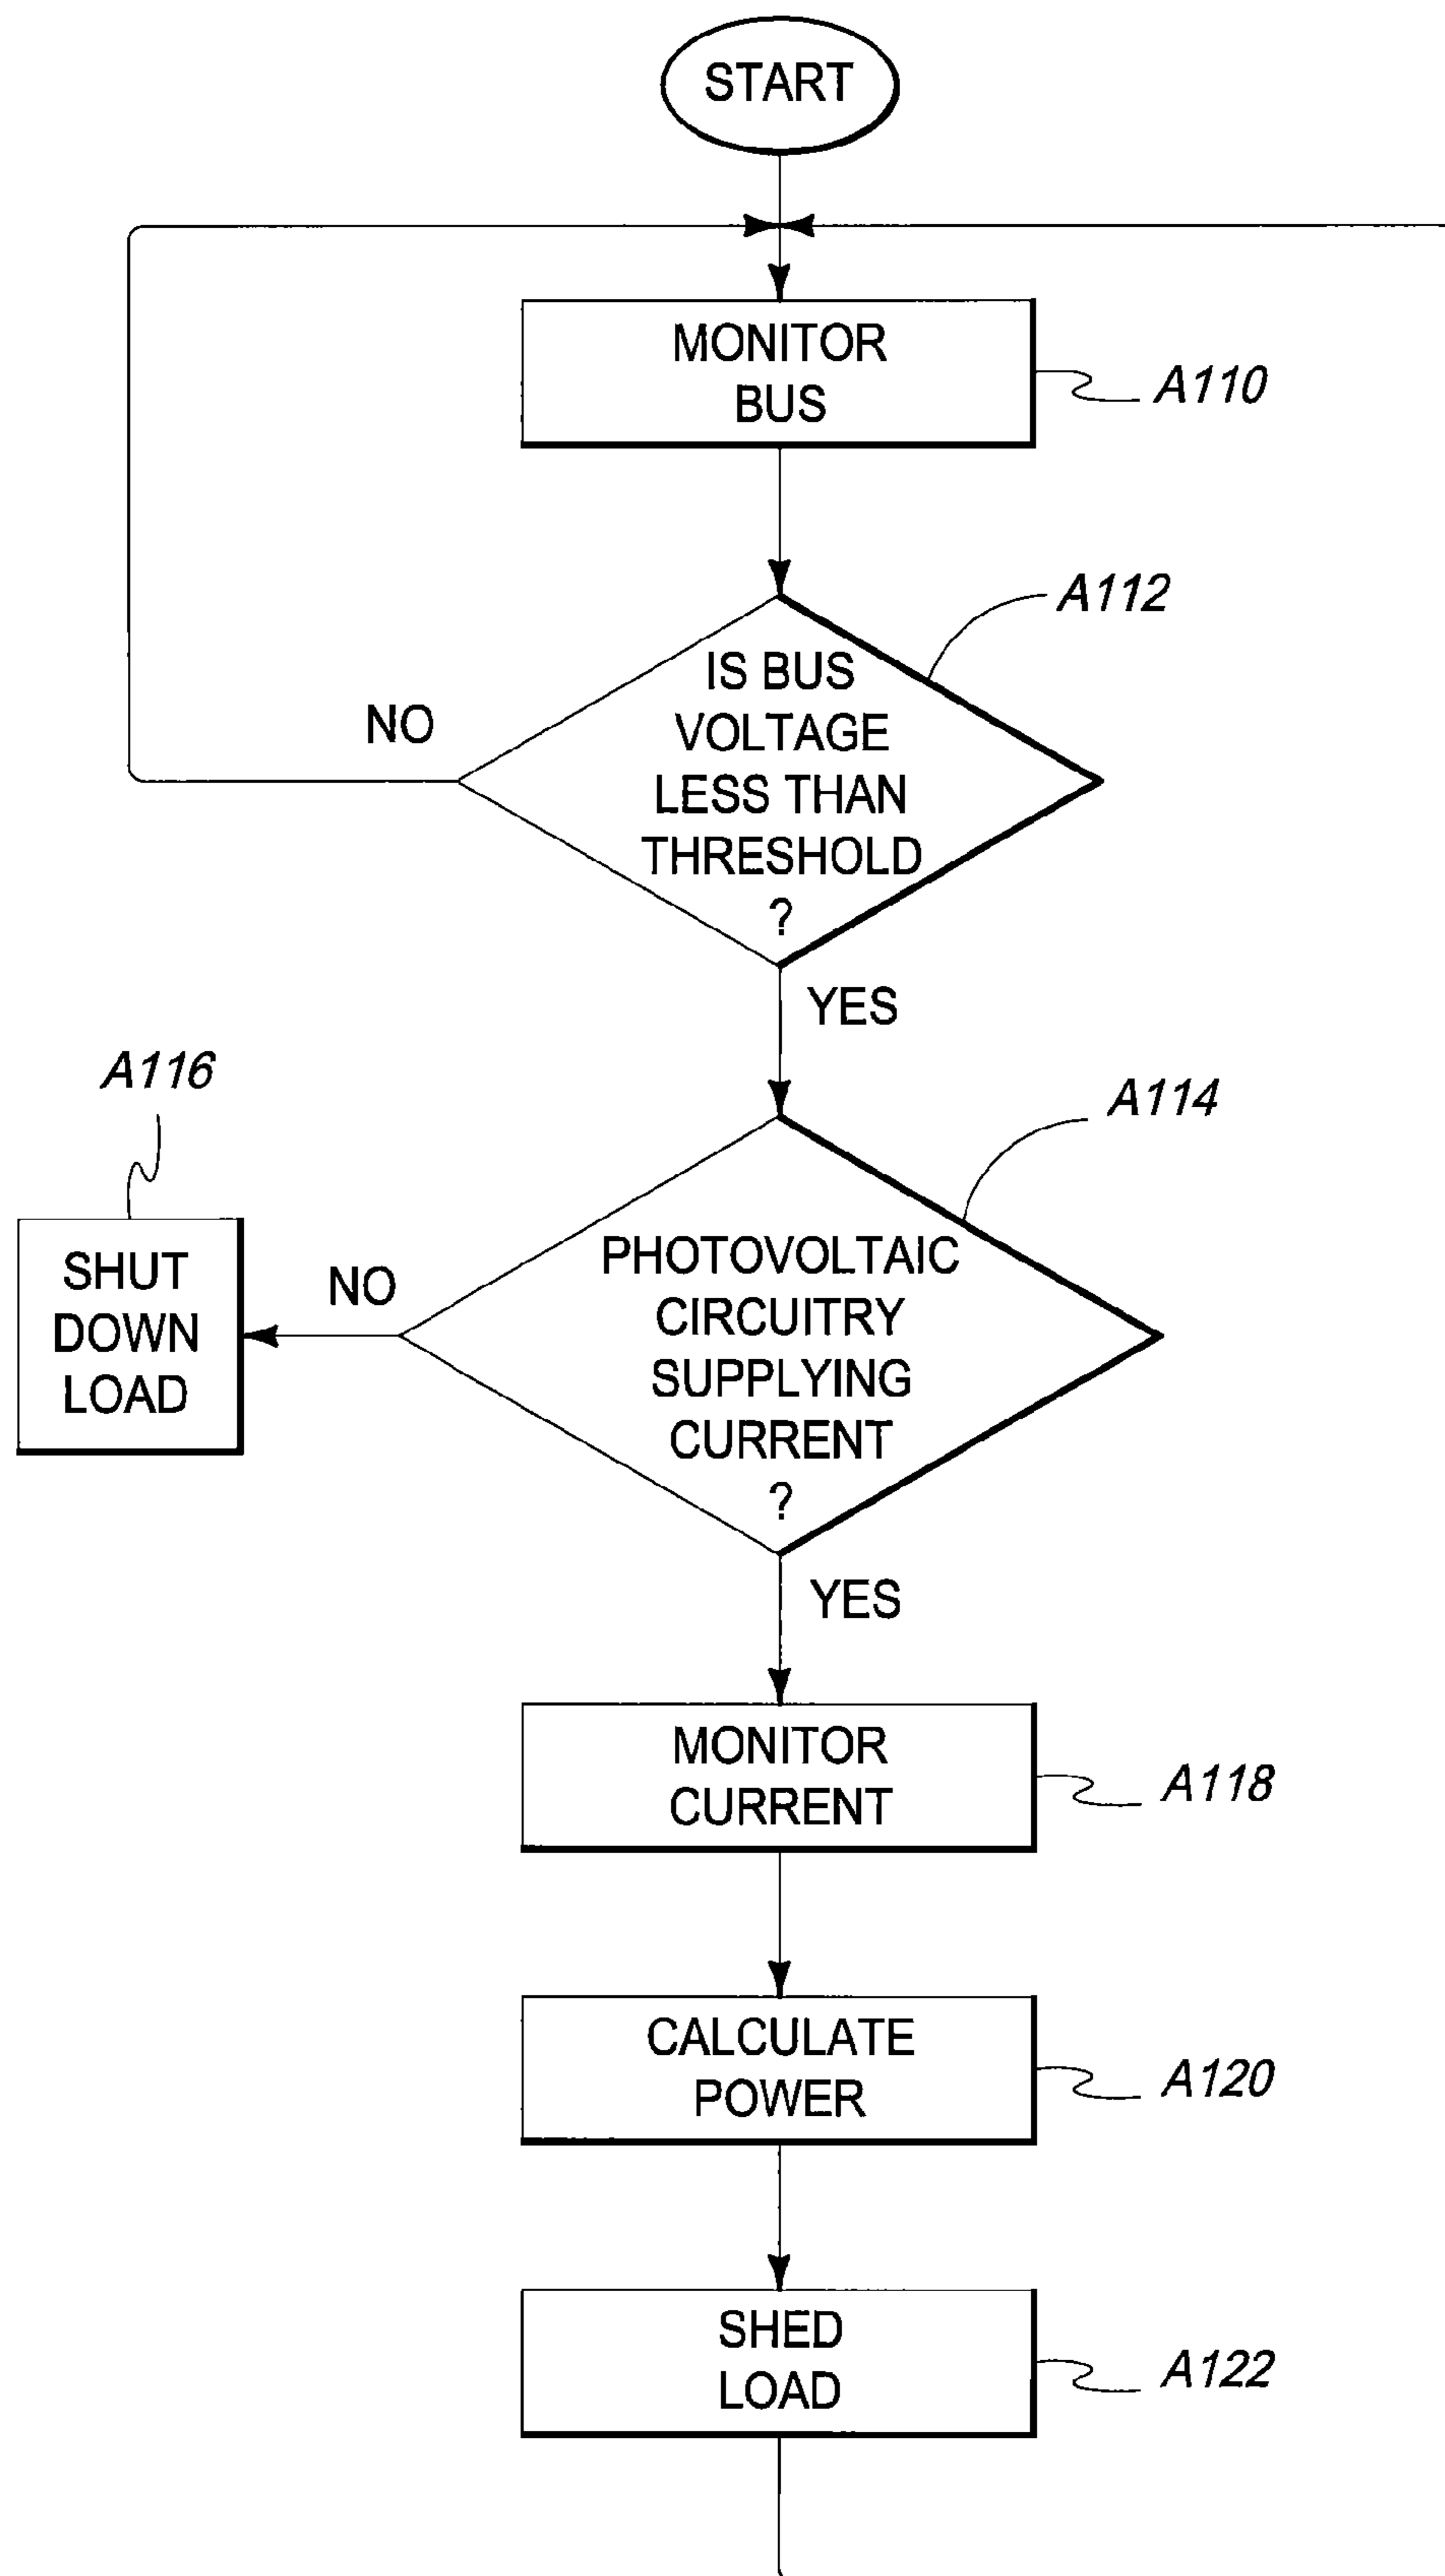 START
MONITOR
BUS
A110
A112
IS BUS
VOLTAGE
LESS THAN
THRESHOLD
?
NO
YES
A116
A114
SHUT
DOWN
LOAD
NO
PHOTOVOLTAIC
CIRCUITRY
SUPPLYING
CURRENT
?
YES
MONITOR
CURRENT
A118
CALCULATE
POWER
A120
SHED
LOAD
A122